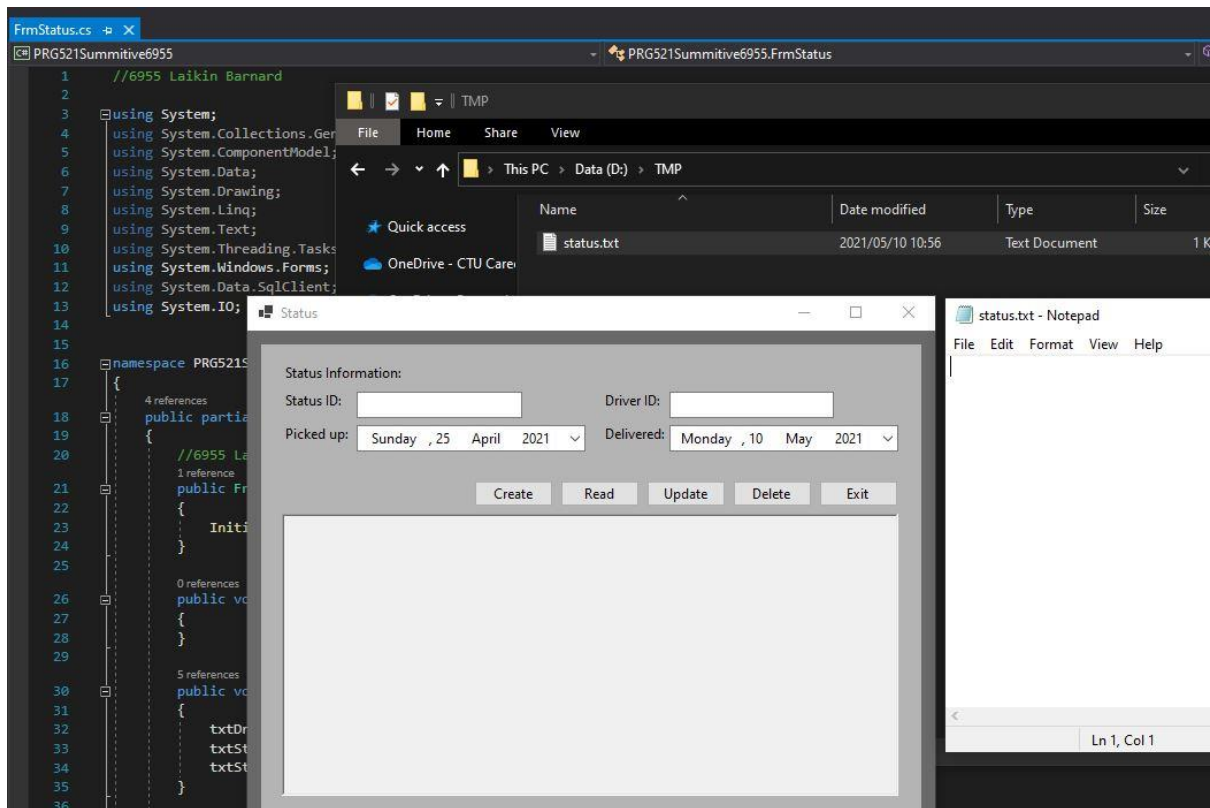 FrmStatus.cs
PRG521Summitive6955
PRG521Summitive6955.FrmStatus
1 //6955 Laikin Barnard
2
3 using System;
4 using System.Collections.Ger
5 using System.ComponentModel;
6 using System.Data;
7 using System.Drawing;
8 using System.Linq;
9 using System.Text;
10 using System.Threading.Tasks
11 using System.Windows.Forms;
12 using System.Data.SqlClient;
13 using System.IO;
14
15
16 namespace PRG521S
17 {
4 references
18 public partia
19 {
20 //6955 La
1 reference
21 public Fr
22 {
23 Initi
24 }
25
0 references
26 public vo
27 {
28 }
29
5 references
30 public vo
31 {
32 txtDr
33 txtSt
34 txtSt
35 }
36
TMP
File Home Share View
This PC > Data (D:) > TMP
Name Date modified Type Size
Quick access
status.txt 2021/05/10 10:56 Text Document 1 K
OneDrive - CTU Care
Status
Status Information:
Status ID: Driver ID:
Picked up: Sunday , 25 April 2021 Delivered: Monday , 10 May 2021
Create Read Update Delete Exit
status.txt - Notepad
File Edit Format View Help
Ln 1, Col 1